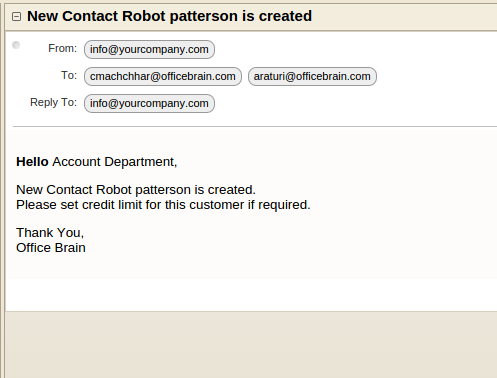 New Contact Robot patterson is created
From: info@yourcompany.com
To: cmachchhar@officebrain.com araturi@officebrain.com
Reply To: info@yourcompany.com
Hello Account Department,
New Contact Robot patterson is created.
Please set credit limit for this customer if required.
Thank You,
Office Brain